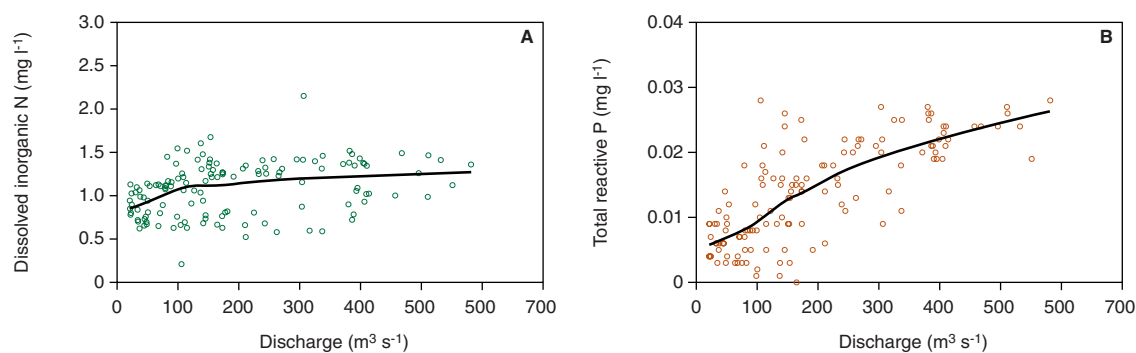 A
Dissolved inorganic N (mg l⁻¹)
3.0
2.5
2.0
1.5
1.0
0.5
0
0 100 200 300 400 500 500 700
Discharge (m³ s⁻¹)
B
Total reactive P (mg l⁻¹)
0.04
0.03
0.02
0.01
0
0 100 200 300 400 500 500 700
Discharge (m³ s⁻¹)